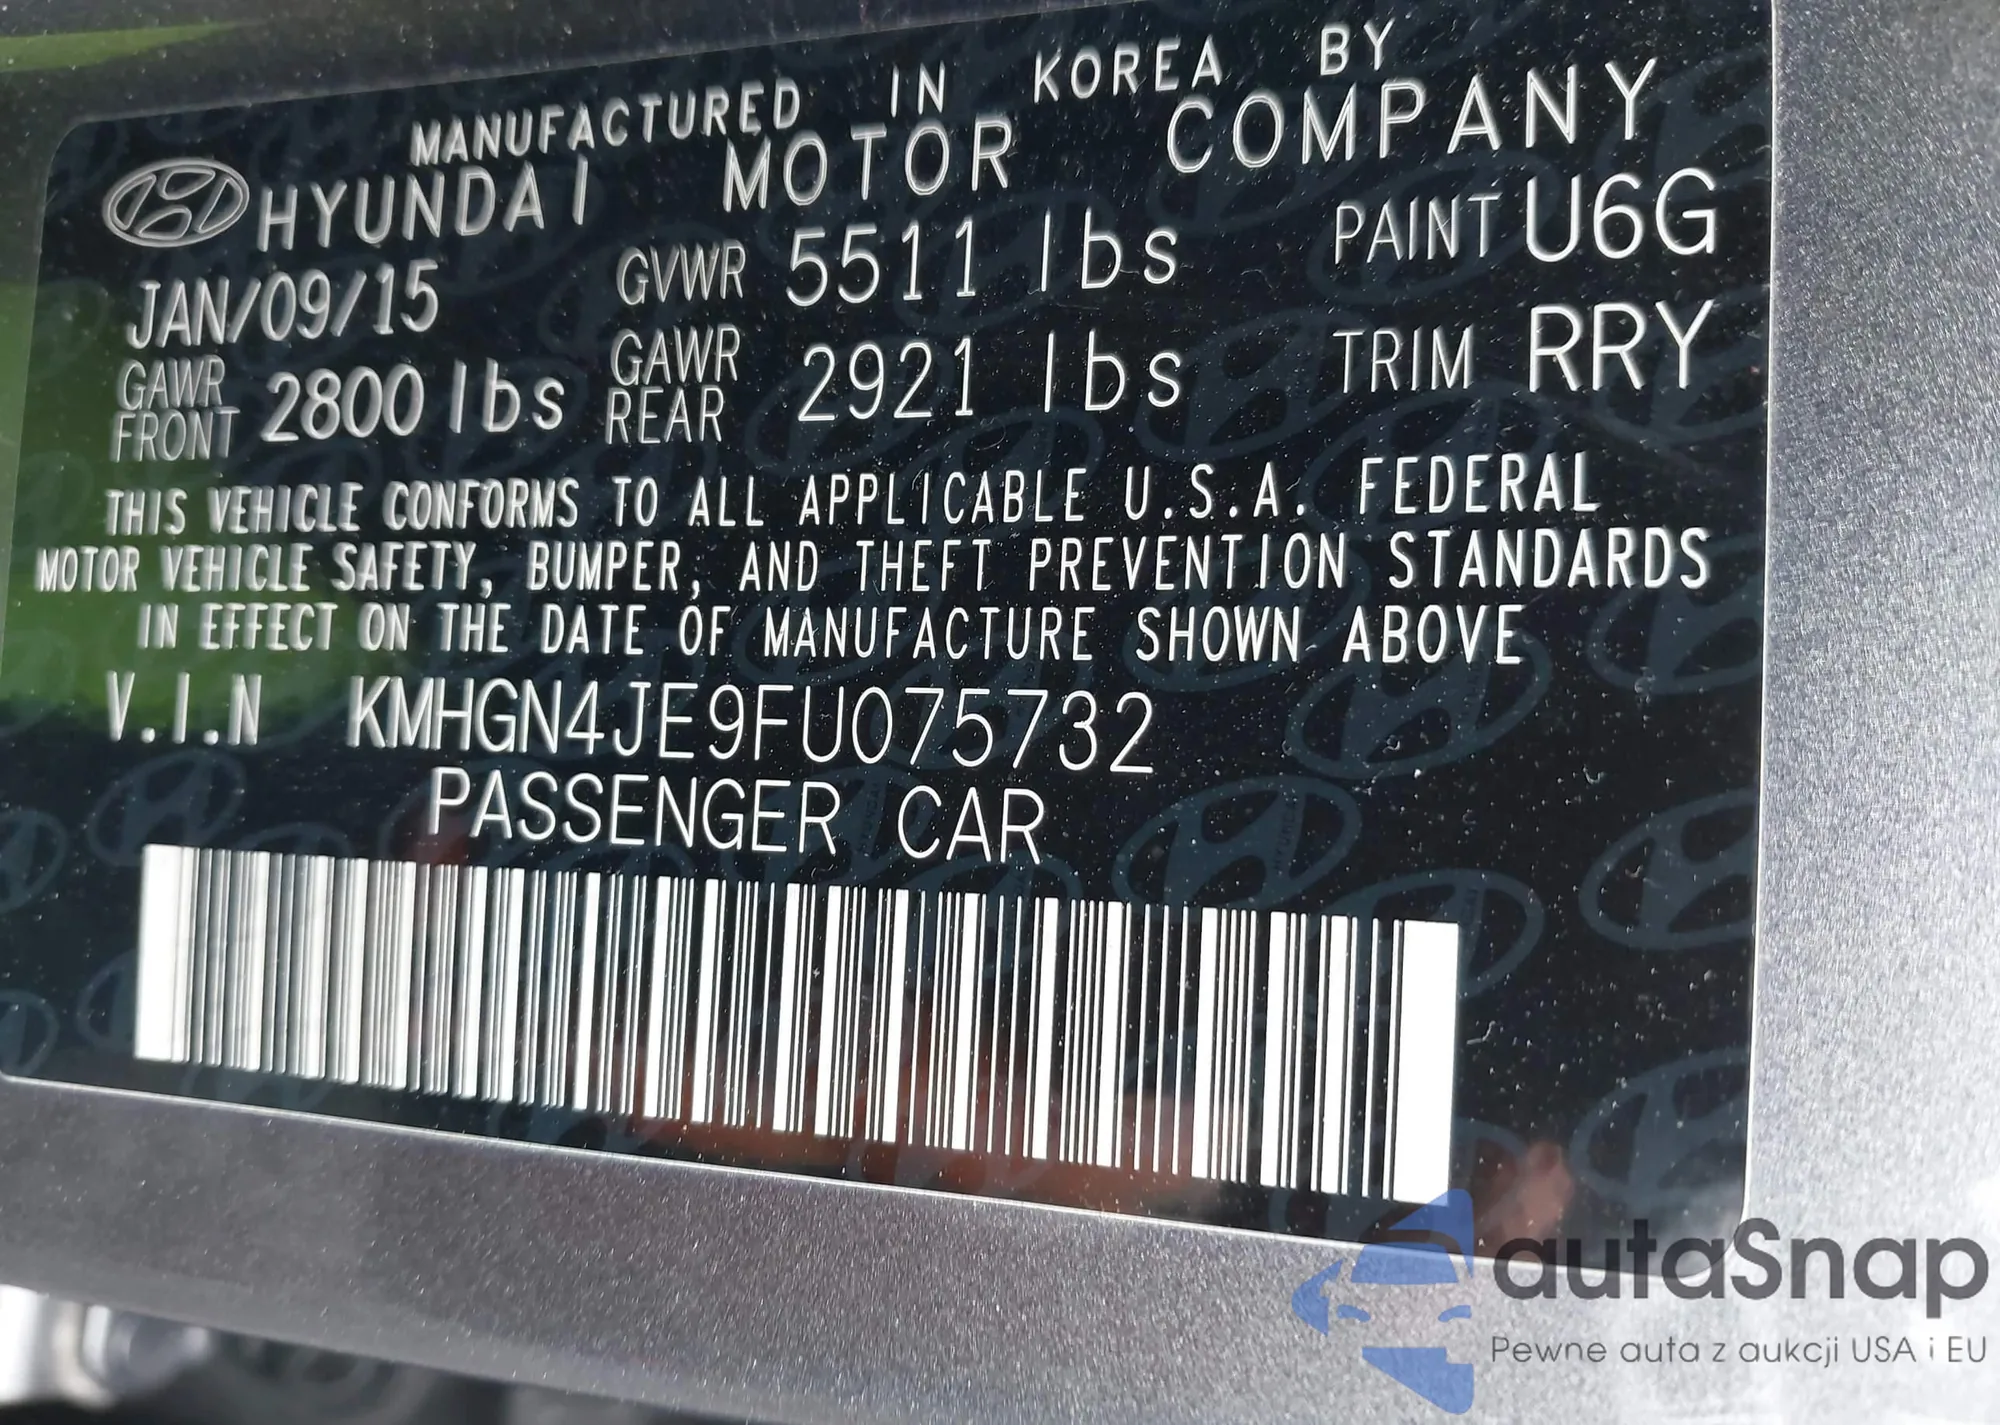 MANUFACTURED IN KOREA BY
HYUNDAI MOTOR COMPANY
JAN/09/15 GVWR 5511 lbs PAINT U6G
GAWR FRONT 2800 lbs GAWR REAR 2921 lbs TRIM RRY
THIS VEHICLE CONFORMS TO ALL APPLICABLE U.S.A. FEDERAL
MOTOR VEHICLE SAFETY, BUMPER, AND THEFT PREVENTION STANDARDS
IN EFFECT ON THE DATE OF MANUFACTURE SHOWN ABOVE
V.I.N KMHGN4JE9FU075732
PASSENGER CAR
autaSnap
Pewne auta z aukcji USA i EU